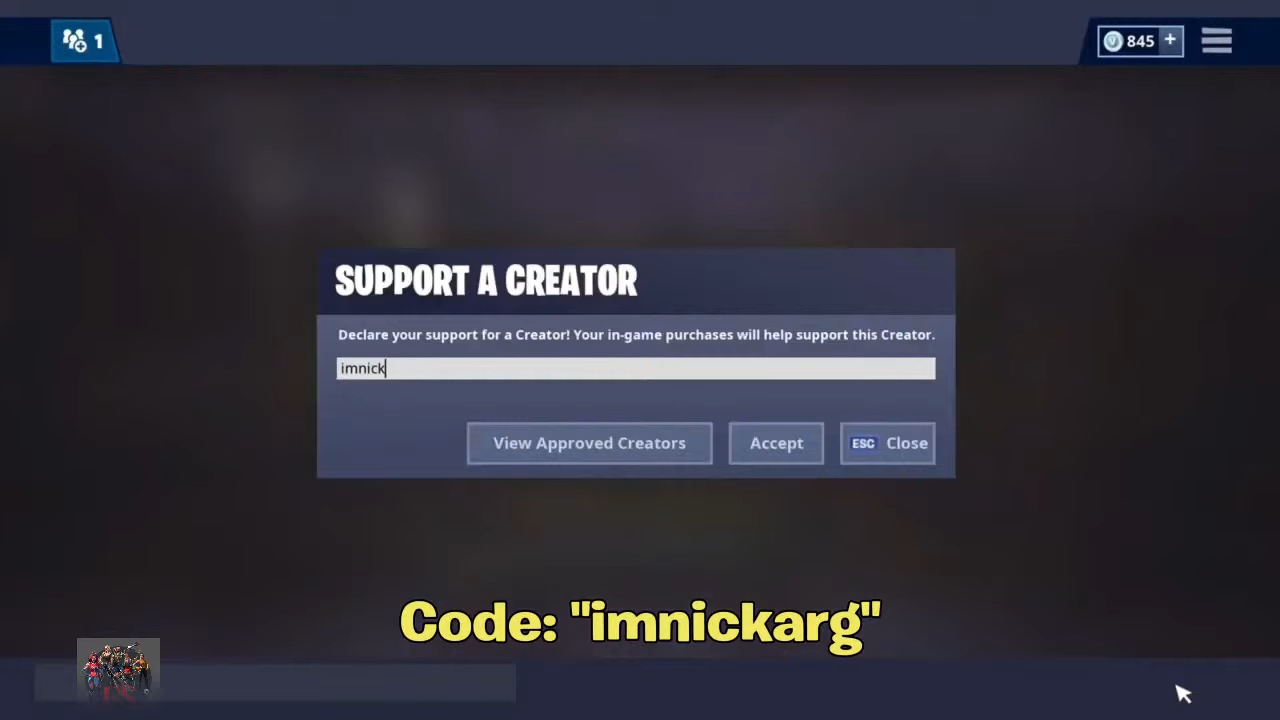 1
845 +
SUPPORT A CREATOR
Declare your support for a Creator! Your in-game purchases will help support this Creator.
imnick
View Approved Creators
Accept
ESC Close
Code: "imnickarg"